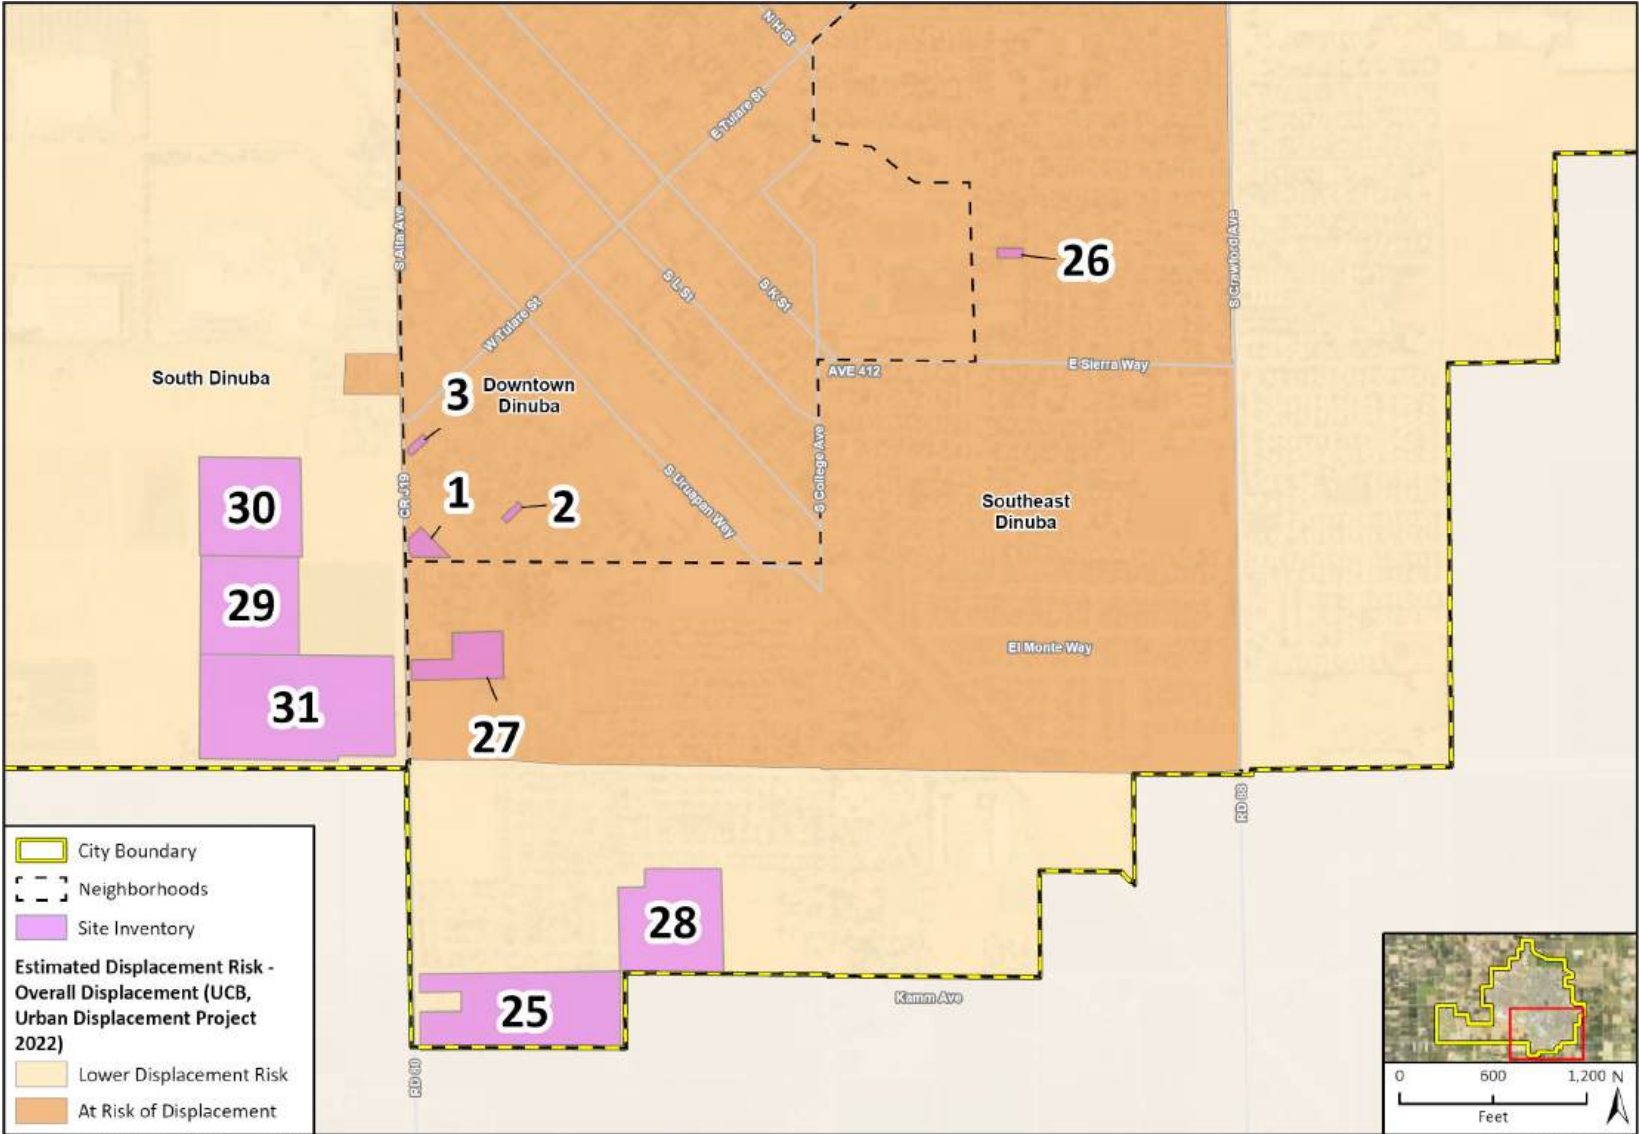 N H St
E Tulare St
S Alta Ave
S Crawford Ave
26
S L St
S K St
W Tulare St
E Sierra Way
AVE 412
South Dinuba
3
Downtown
Dinuba
S College Ave
30
CR J19
1
2
S Uruapan Way
Southeast
Dinuba
29
El Monte Way
31
27
RD 88
28
25
Kamm Ave
RD 80
City Boundary
Neighborhoods
Site Inventory
Estimated Displacement Risk -
Overall Displacement (UCB,
Urban Displacement Project
2022)
Lower Displacement Risk
At Risk of Displacement
0 600 1,200 N
Feet